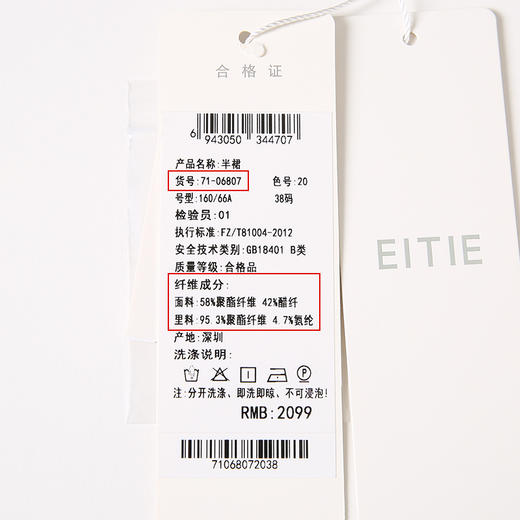 合格证
6 943050 344707
产品名称:半裙
货号:71-06807 色号:20
号型:160/66A 38码
检验员:01
执行标准:FZ/T81004-2012
安全技术类别:GB18401 B类
质量等级:合格品
纤维成分:
面料:58%聚酯纤维 42%醋纤
里料:95.3%聚酯纤维 4.7%氨纶
产地:深圳
洗涤说明:
注:分开洗涤、即洗即晾、不可浸泡!
RMB:2099
71068072038
EITIE